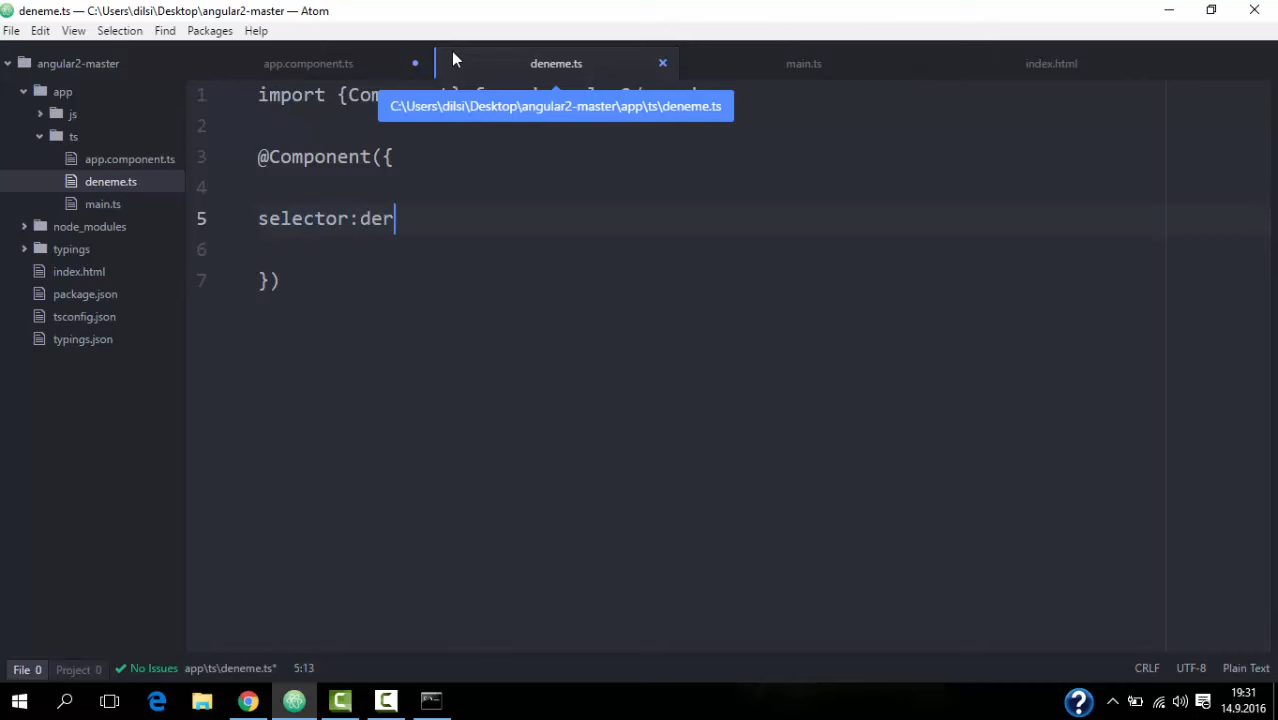 deneme.ts — C:\Users\dilsi\Desktop\angular2-master — Atom
File Edit View Selection Find Packages Help
angular2-master
app
js
ts
app.component.ts
deneme.ts
main.ts
node_modules
typings
index.html
package.json
tsconfig.json
typings.json
app.component.ts deneme.ts main.ts index.html
C:\Users\dilsi\Desktop\angular2-master\app\ts\deneme.ts
1 import
2
3 @Component({
4
5 selector:der
6
7 })
File 0 Project 0 No Issues app\ts\deneme.ts* 5:13 CRLF UTF-8 Plain Text
19:31
14.9.2016